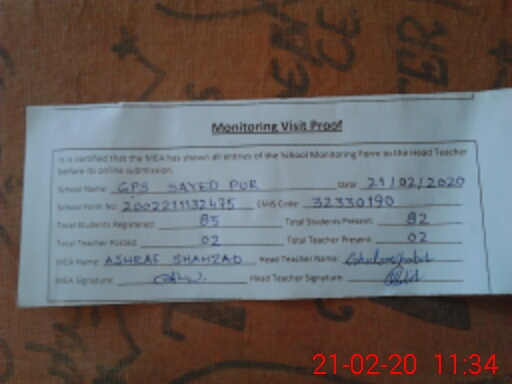 Monitoring Visit Proof
It is certified that the MEA has shown all entries of the School Monitoring Form to the Head Teacher
before its online submission.
School Name: GPS SAYED PUR Date: 21/02/2020
School Form No: 2002211132475 EMIS Code: 32330190
Total Students Registered: 85 Total Students Present: 82
Total Teacher Posted: 02 Total Teacher Present: 02
MEA Name: ASHRAF SHAHZAD Head Teacher Name:
MEA Signature: Head Teacher Signature:
21-02-20 11:34